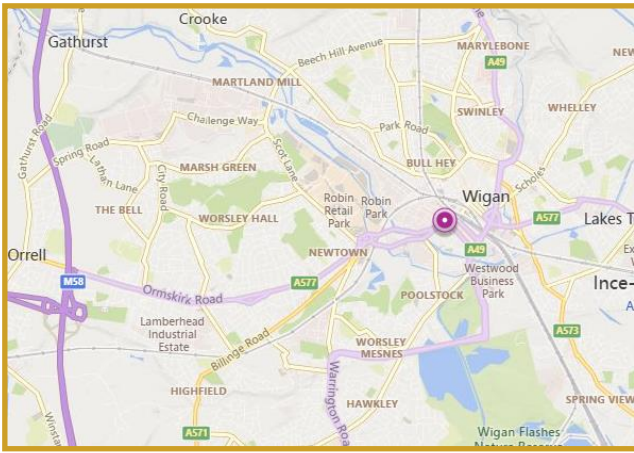 Crooke
Gathurst
MARYLEBONE
Beech Hill Avenue
A49
MARTLAND MILL
WHELLEY
SWINLEY
Gathurst Road
Challenge Way
Park Road
Spring Road
Scot Lane
BULL HEY
Scholes
Lathan Lane
City Road
MARSH GREEN
Robin
Retail
Park
Robin
Park
Wigan
THE BELL
WORSLEY HALL
A577
Lakes T
NEWTOWN
A49
Orrell
M58
A577
Westwood
Business
Park
Ince-
Ormskirk Road
POOLSTOCK
Lamberhead
Industrial
Estate
Billinge Road
WORSLEY
MESNES
A573
HIGHFIELD
Warrington Roa
HAWKLEY
SPRING VIEW
A571
Wigan Flashes